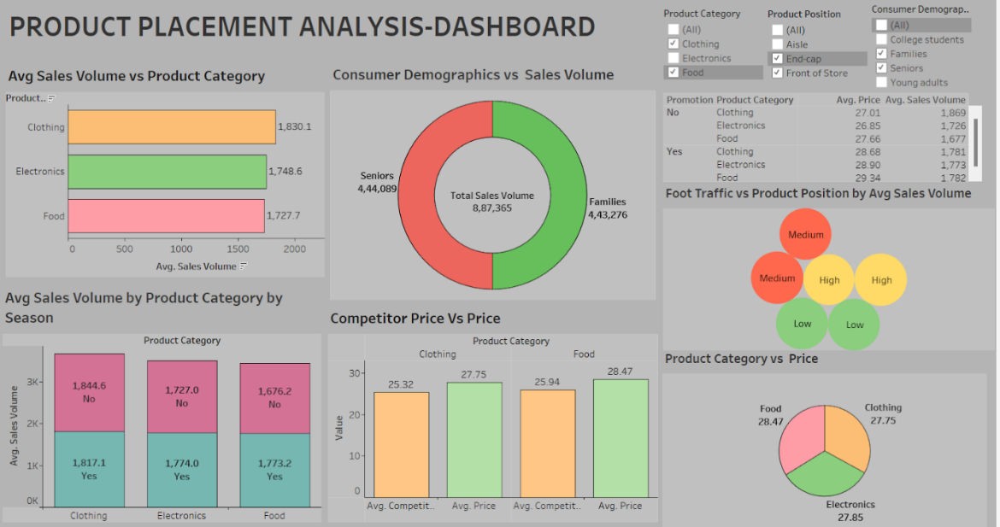 PRODUCT PLACEMENT ANALYSIS-DASHBOARD
Product Category
(All)
Clothing
Electronics
Food
Product Position
(All)
Aisle
End-cap
Front of Store
Consumer Demograp..
(All)
College students
Families
Seniors
Young adults
Avg Sales Volume vs Product Category
Product..
Clothing
1,830.1
Electronics
1,748.6
Food
1,727.7
0 500 1000 1500 2000
Avg. Sales Volume
Consumer Demographics vs Sales Volume
Seniors
4,44,089
Total Sales Volume
8,87,365
Families
4,43,276
Promotion Product Category Avg. Price Avg. Sales Volume
No Clothing 27.01 1,869
Electronics 26.85 1,726
Food 27.66 1,677
Yes Clothing 28.68 1,781
Electronics 28.90 1,773
Food 29.34 1,782
Foot Traffic vs Product Position by Avg Sales Volume
Medium
Medium
High
High
Low
Low
Avg Sales Volume by Product Category by
Season
Product Category
Avg. Sales Volume
3K
2K
1K
0K
1,844.6
No
1,817.1
Yes
1,727.0
No
1,774.0
Yes
1,676.2
No
1,773.2
Yes
Clothing Electronics Food
Competitor Price Vs Price
Product Category
Clothing Food
Value
30
20
10
0
25.32 27.75 25.94 28.47
Avg. Competit.. Avg. Price Avg. Competit.. Avg. Price
Product Category vs Price
Food
28.47
Clothing
27.75
Electronics
27.85